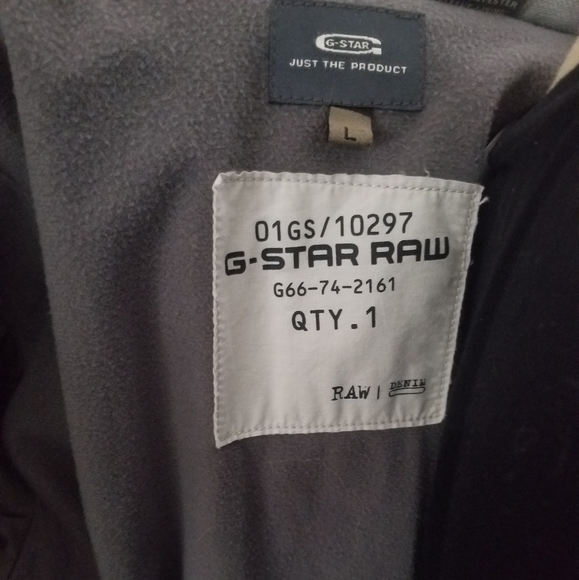 G-STAR
JUST THE PRODUCT
L
01GS/10297
G-STAR RAW
G66-74-2161
QTY.1
RAW | DENIM